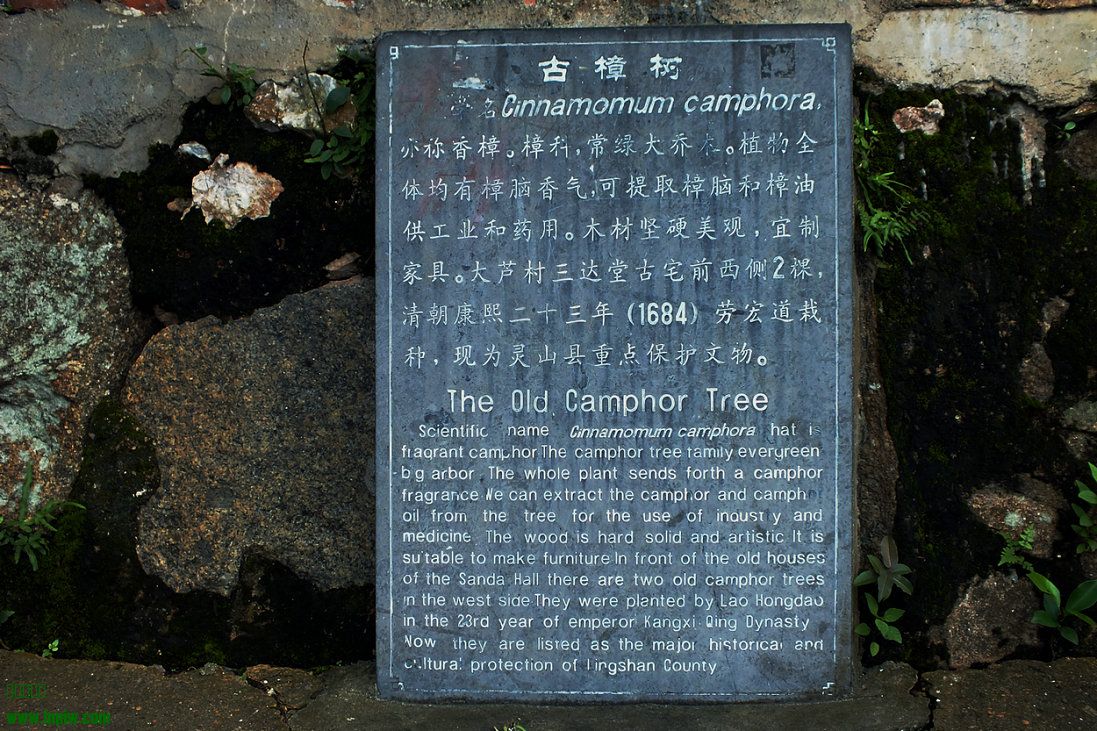 古樟树
学名Cinnamomum camphora,
亦称香樟。樟科,常绿大乔木。植物全
体均有樟脑香气,可提取樟脑和樟油
供工业和药用。木材坚硬美观,宜制
家具。大芦村三达堂古宅前西侧2棵,
清朝康熙二十三年(1684)劳宏道栽
种,现为灵山县重点保护文物。
The Old Camphor Tree
Scientific name Cinnamomum camphora hat is
fragrant camphor.The camphor tree family evergreen
big arbor. The whole plant sends forth a camphor
fragrance.We can extract the camphor and camphor
oil from the tree for the use of industry and
medicine. The wood is hard solid and artistic.It is
suitable to make furniture.In front of the old houses
of the Sanda Hall there are two old camphor trees
in the west side.They were planted by Lao Hongdao
in the 23rd year of emperor Kangxi Qing Dynasty
Now they are listed as the major historical and
cultural protection of Lingshan County